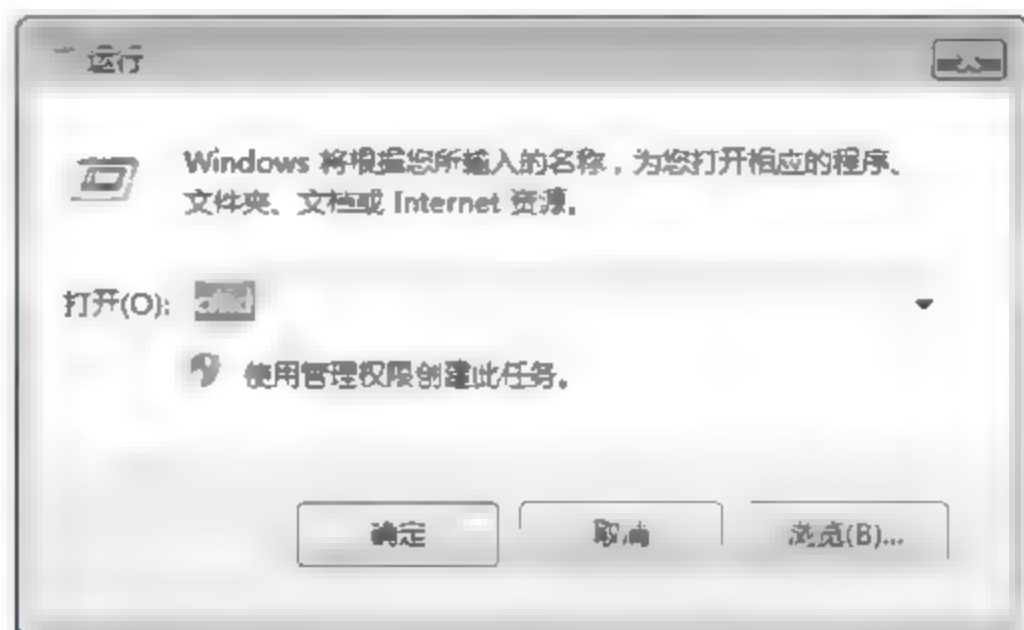 运行
Windows 将根据您所输入的名称，为您打开相应的程序、
文件夹、文档或 Internet 资源。
打开(O):
使用管理权限创建此任务。
确定
取消
浏览(B)...